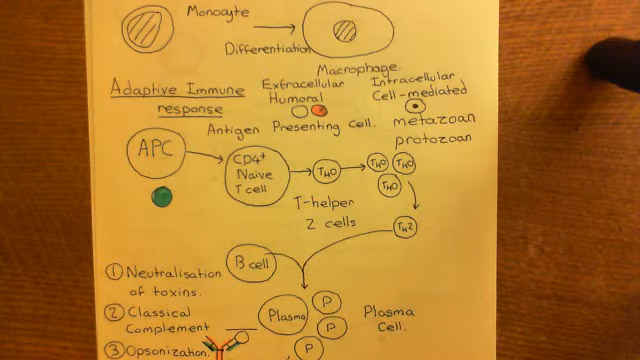 Monocyte
Differentiation
Macrophage
Adaptive Immune
response
Extracellular
Humoral
Intracellular
Cell-mediated
Antigen Presenting Cell.
metazoan
protozoan
APC
CD4+
Naive
T cell
TH0
TH0
TH0
TH0
T-helper
2 cells
TH2
B cell
① Neutralisation
of toxins.
② Classical
Complement
③ Opsonization.
Plasma
P
P
P
Plasma
Cell.